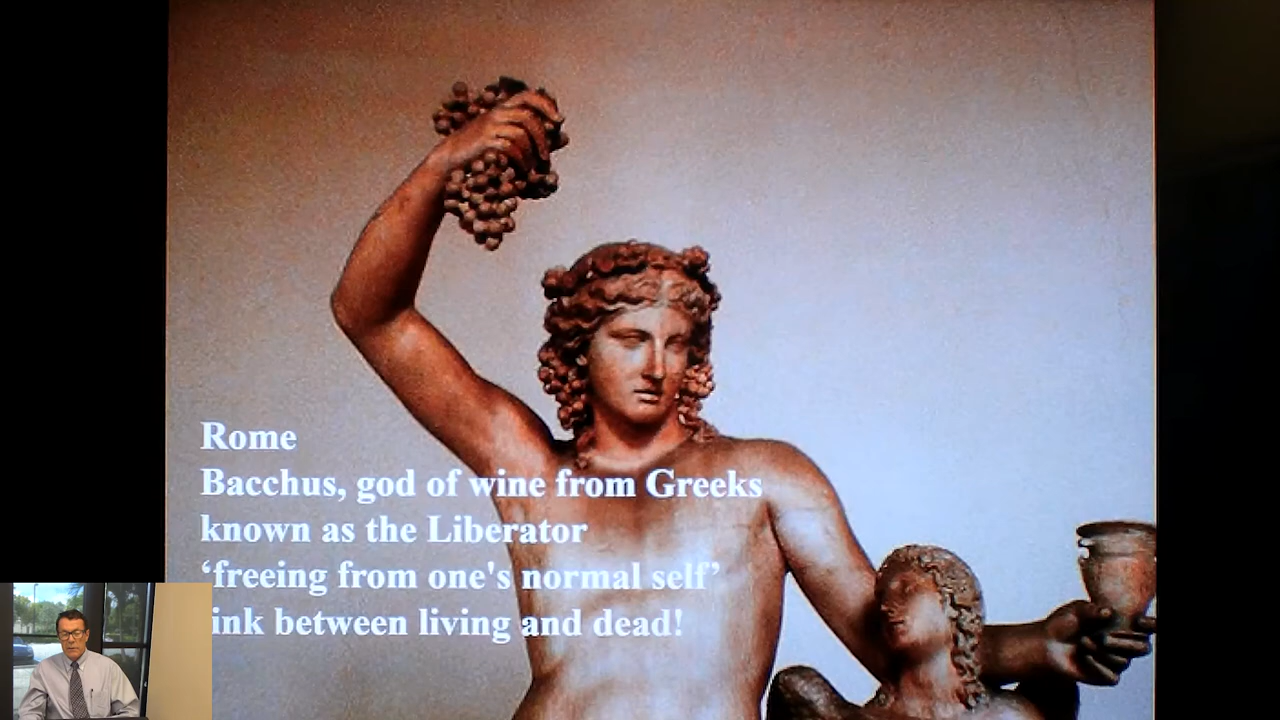 Rome
Bacchus, god of wine from Greeks
known as the Liberator
‘freeing from one's normal self’
between living and dead!